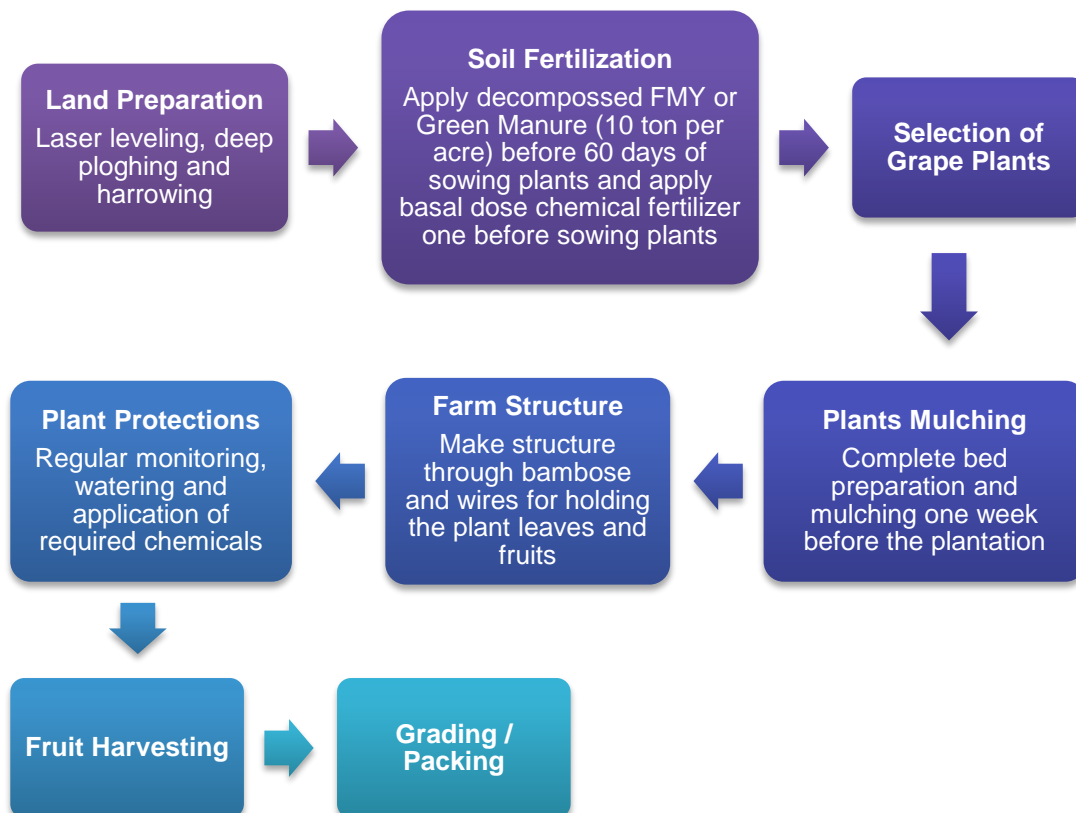 Land Preparation
Laser leveling, deep
ploghing and
harrowing
Soil Fertilization
Apply decompossed FMY or
Green Manure (10 ton per
acre) before 60 days of
sowing plants and apply
basal dose chemical fertilizer
one before sowing plants
Selection of
Grape Plants
Plants Mulching
Complete bed
preparation and
mulching one week
before the plantation
Farm Structure
Make structure
through bambose
and wires for holding
the plant leaves and
fruits
Plant Protections
Regular monitoring,
watering and
application of
required chemicals
Fruit Harvesting
Grading /
Packing